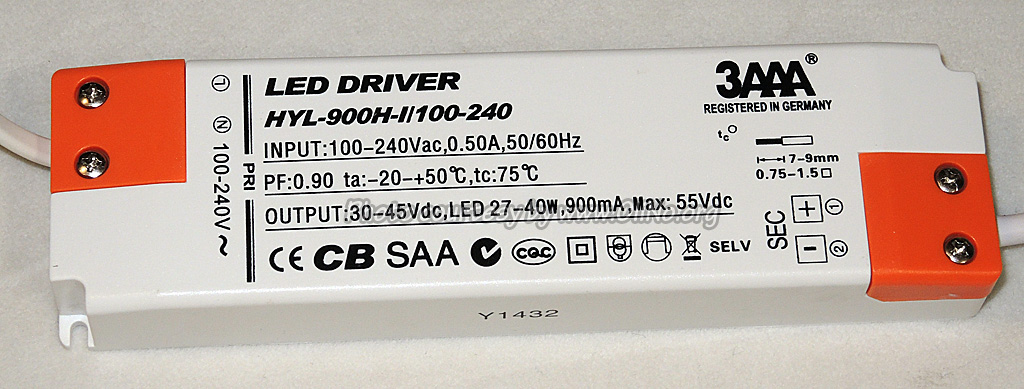 LED DRIVER
HYL-900H-I/100-240
INPUT:100-240Vac,0.50A,50/60Hz
PF:0.90 ta:-20-+50℃,tc:75℃
OUTPUT:30-45Vdc,LED 27-40W,900mA,Max: 55Vdc
CE CB SAA CQC SELV
L
N 100-240V~
PRI
3AAA®
REGISTERED IN GERMANY
tc
7-9mm
0.75-1.5□
SEC
+ 1
- 2
Y1432